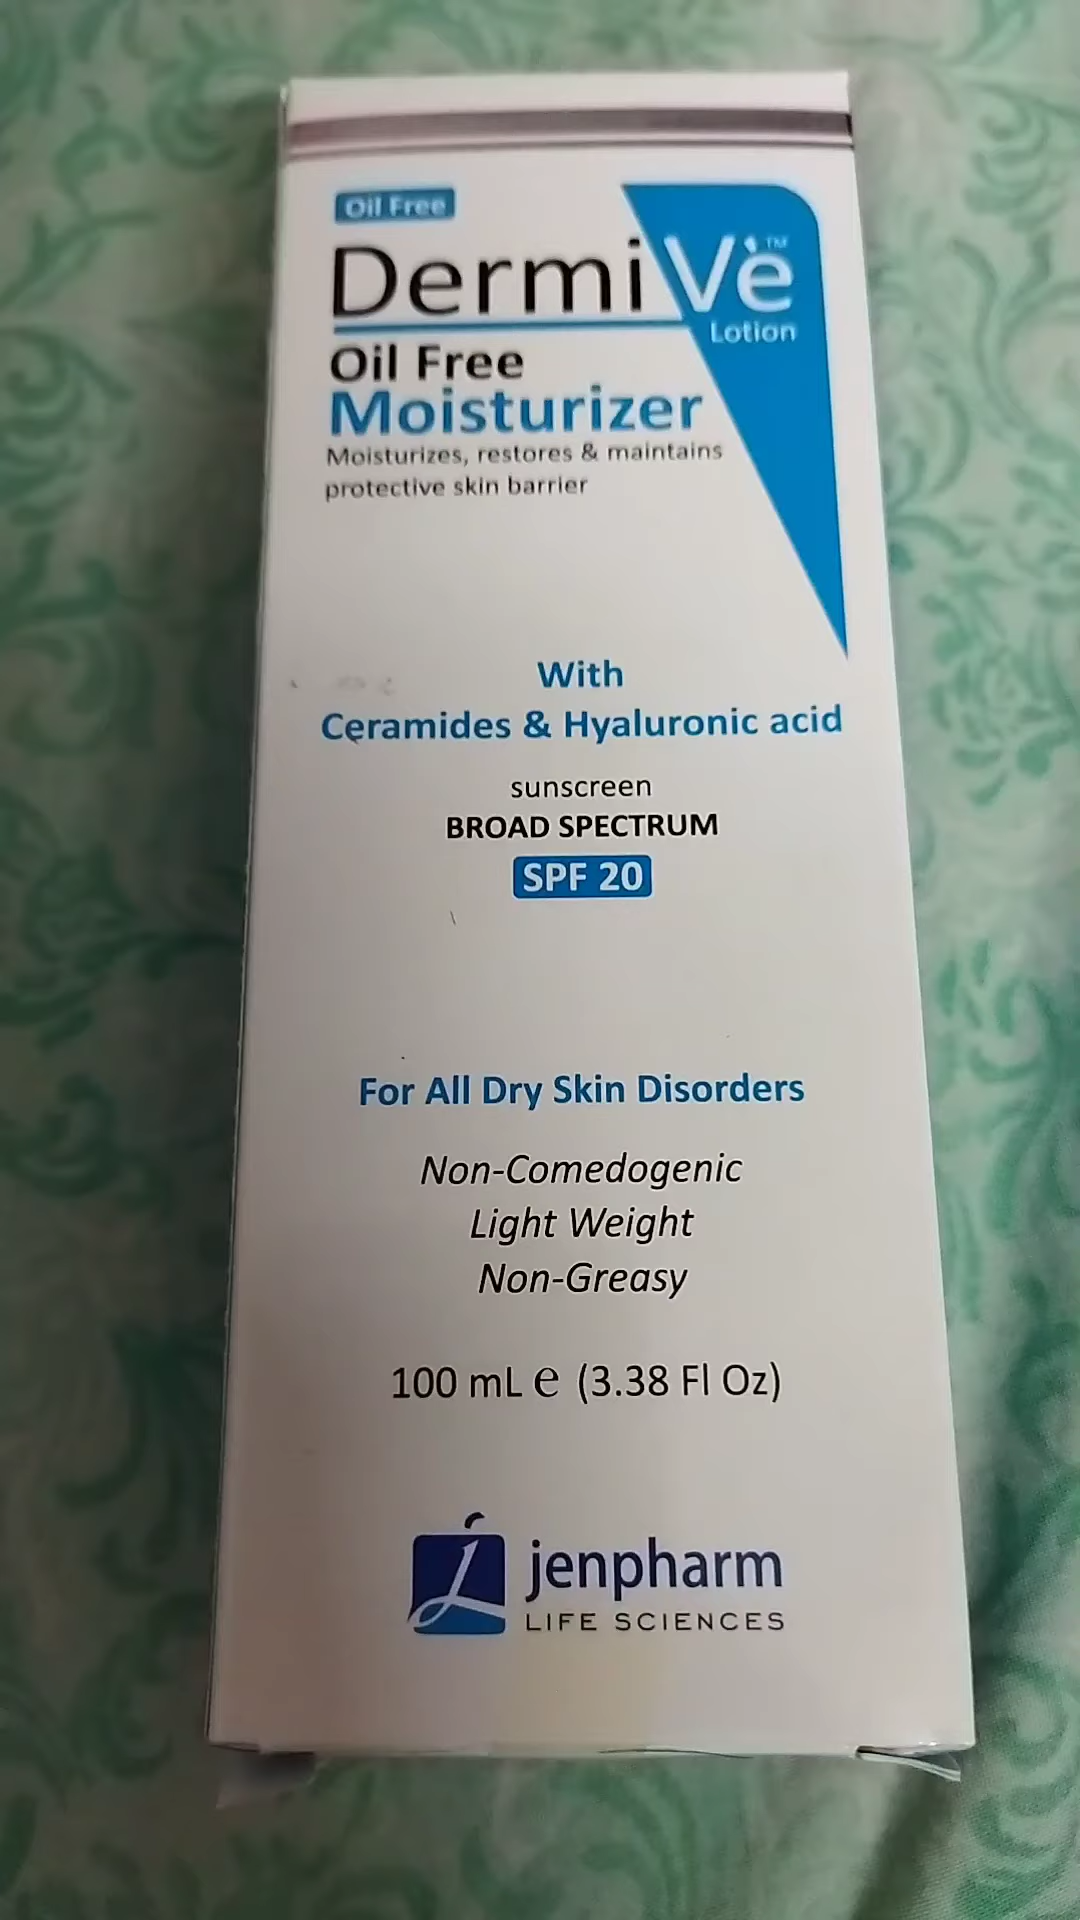 Oil Free
DermiVe™
Lotion
Oil Free
Moisturizer
Moisturizes, restores & maintains
protective skin barrier
With
Ceramides & Hyaluronic acid
sunscreen
BROAD SPECTRUM
SPF 20
For All Dry Skin Disorders
Non-Comedogenic
Light Weight
Non-Greasy
100 mL e (3.38 Fl Oz)
jenpharm
LIFE SCIENCES